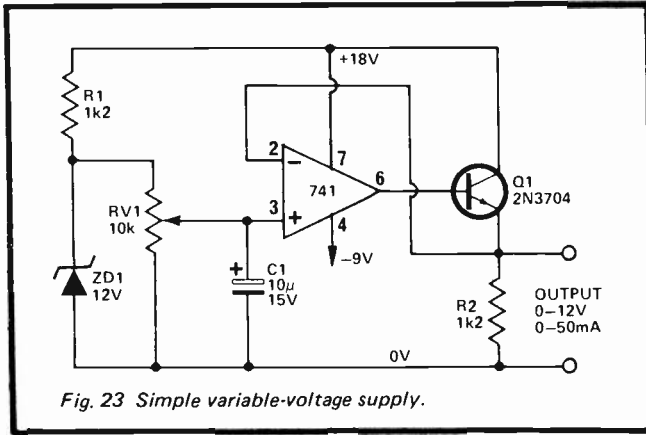 +18V
R1
1k2
2
7
−
741
6
Q1
2N3704
RV1
10k
3
+
4
−9V
+
C1
10μ
15V
ZD1
12V
R2
1k2
OUTPUT
0–12V
0–50mA
0V
Fig. 23 Simple variable-voltage supply.